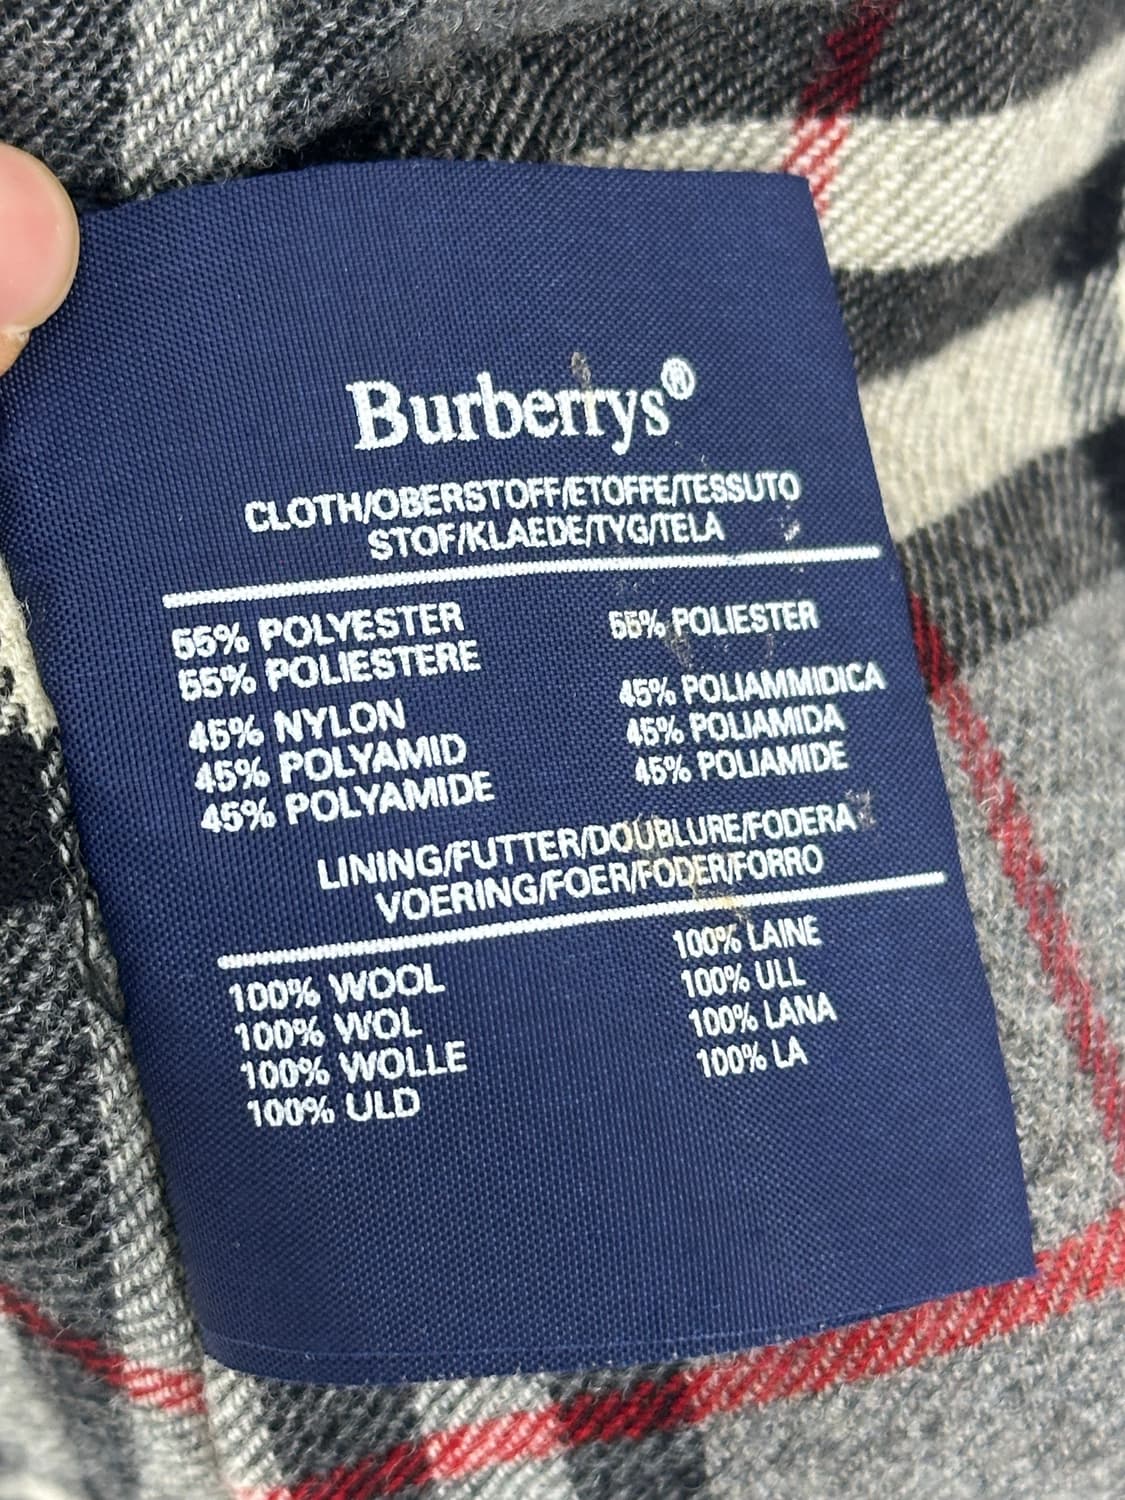 Burberrys®
CLOTH/OBERSTOFF/ETOFFE/TESSUTO
STOF/KLAEDE/TYG/TELA
55% POLYESTER
55% POLIESTERE
55% POLIESTER
45% NYLON
45% POLYAMID
45% POLYAMIDE
45% POLIAMMIDICA
45% POLIAMIDA
45% POLIAMIDE
LINING/FUTTER/DOUBLURE/FODERA
VOERING/FOER/FODER/FORRO
100% WOOL
100% WOL
100% WOLLE
100% ULD
100% LAINE
100% ULL
100% LANA
100% LA